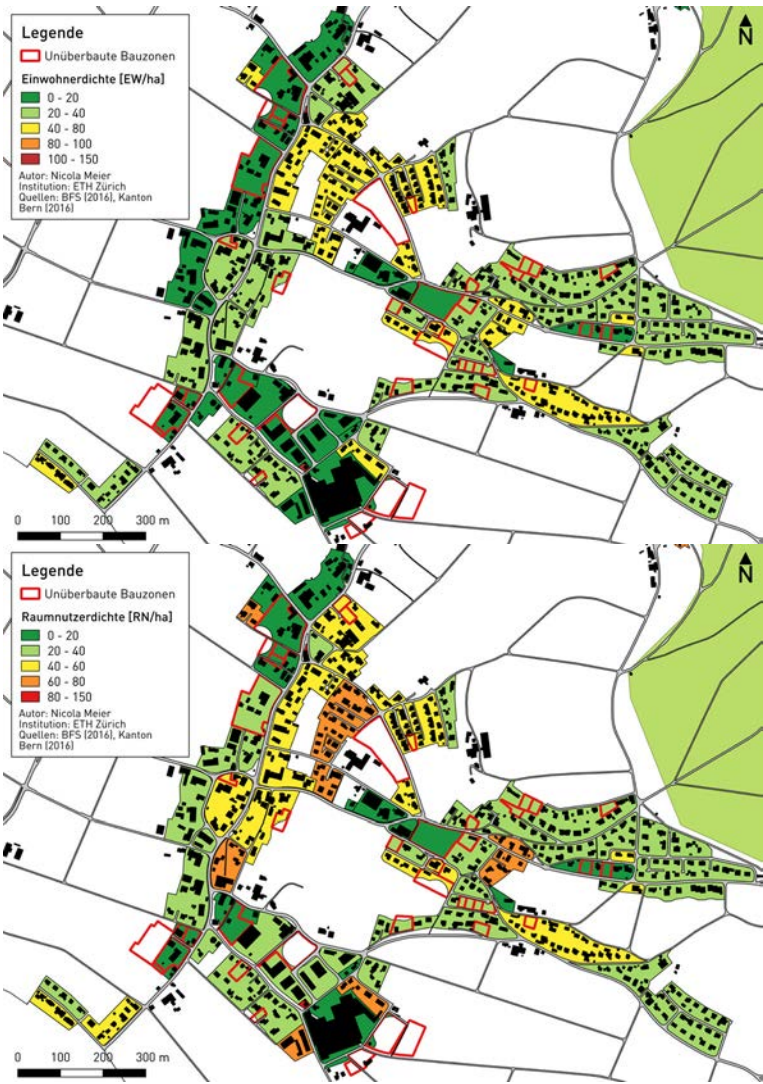 Legende
Unüberbaute Bauzonen
Einwohnerdichte [EW/ha]
0 - 20
20 - 40
40 - 80
80 - 100
100 - 150
Autor: Nicola Meier
Institution: ETH Zürich
Quellen: BFS (2016), Kanton
Bern (2016)
N
0 100 200 300 m
Legende
Unüberbaute Bauzonen
Raumnutzerdichte [RN/ha]
0 - 20
20 - 40
40 - 60
60 - 80
80 - 150
Autor: Nicola Meier
Institution: ETH Zürich
Quellen: BFS (2016), Kanton
Bern (2016)
N
0 100 200 300 m